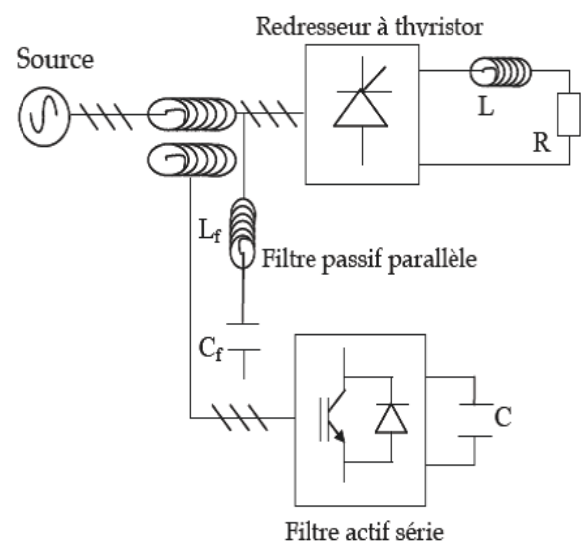 Redresseur à thyristor
Source
L
R
Lf
Filtre passif parallèle
Cf
C
Filtre actif série